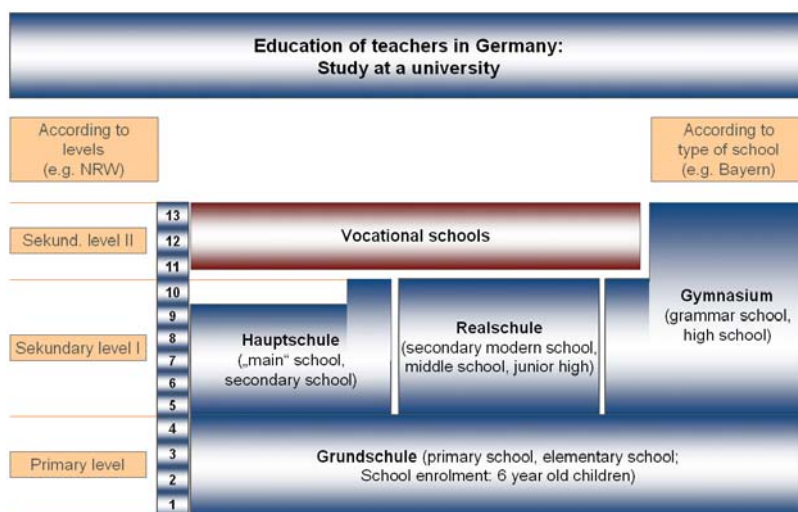 Education of teachers in Germany:
Study at a university
According to
levels
(e.g. NRW)
According to
type of school
(e.g. Bayern)
Sekund. level II
13
12
11
Vocational schools
Sekundary level I
10
9
8
7
6
5
Hauptschule
(„main“ school,
secondary school)
Realschule
(secondary modern school,
middle school, junior high)
Gymnasium
(grammar school,
high school)
Primary level
4
3
2
1
Grundschule (primary school, elementary school;
School enrolment: 6 year old children)